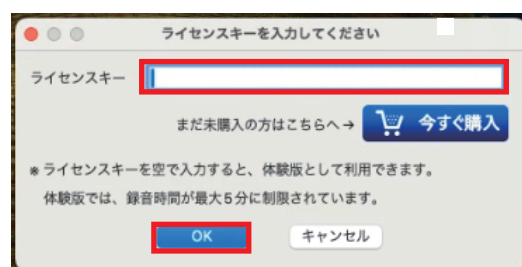 ライセンスキーを入力してください
ライセンスキー
まだ未購入の方はこちらへ→ 今すぐ購入
※ ライセンスキーを空で入力すると、体験版として利用できます。
体験版では、録音時間が最大5分に制限されています。
OK キャンセル